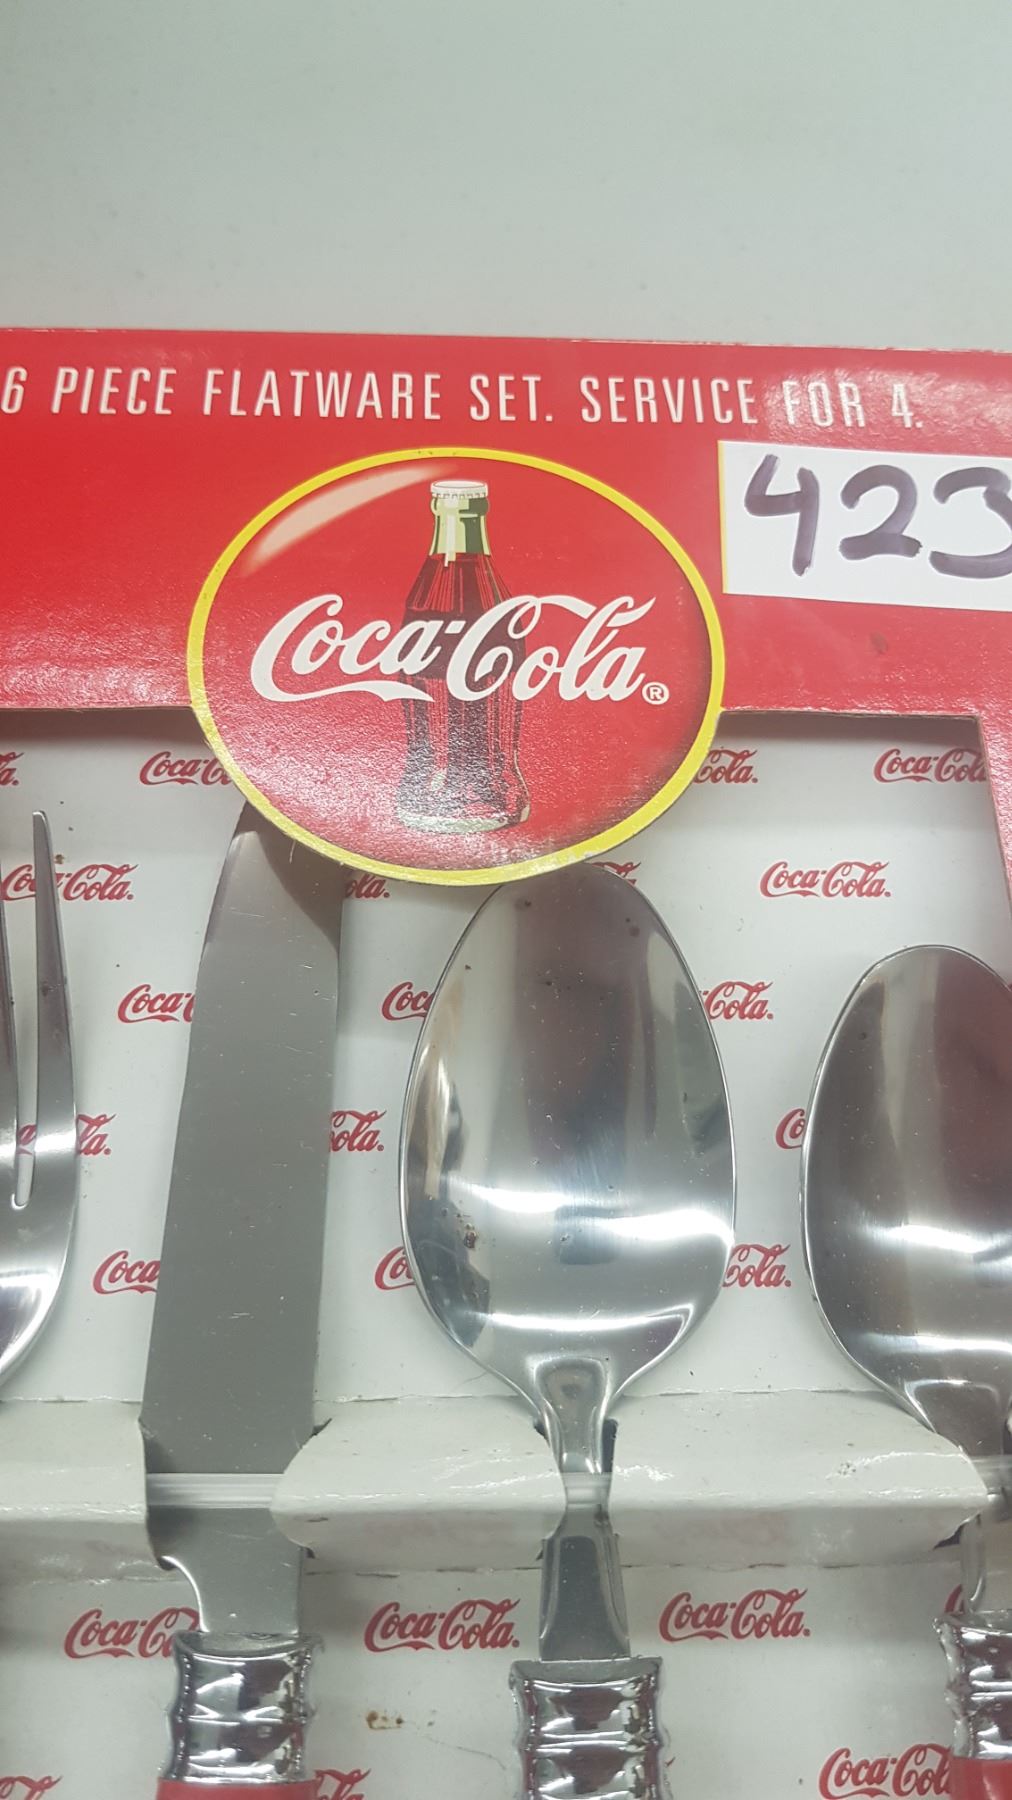 6 PIECE FLATWARE SET. SERVICE FOR 4.
423
Coca-Cola®
Coca-Cola.
Coca-Cola.
Coca-Cola.
Coca-Cola.